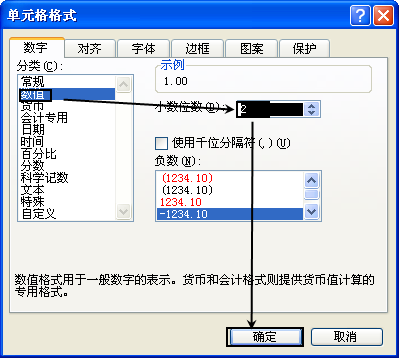 单元格格式
数字 对齐 字体 边框 图案 保护
分类(C):
常规
数值
货币
会计专用
日期
时间
百分比
分数
科学记数
文本
特殊
自定义
示例
1.00
小数位数(D): 2
使用千位分隔符(,)(U)
负数(N):
(1234.10)
(1234.10)
1234.10
-1234.10
数值格式用于一般数字的表示。货币和会计格式则提供货币值计算的
专用格式。
确定 取消